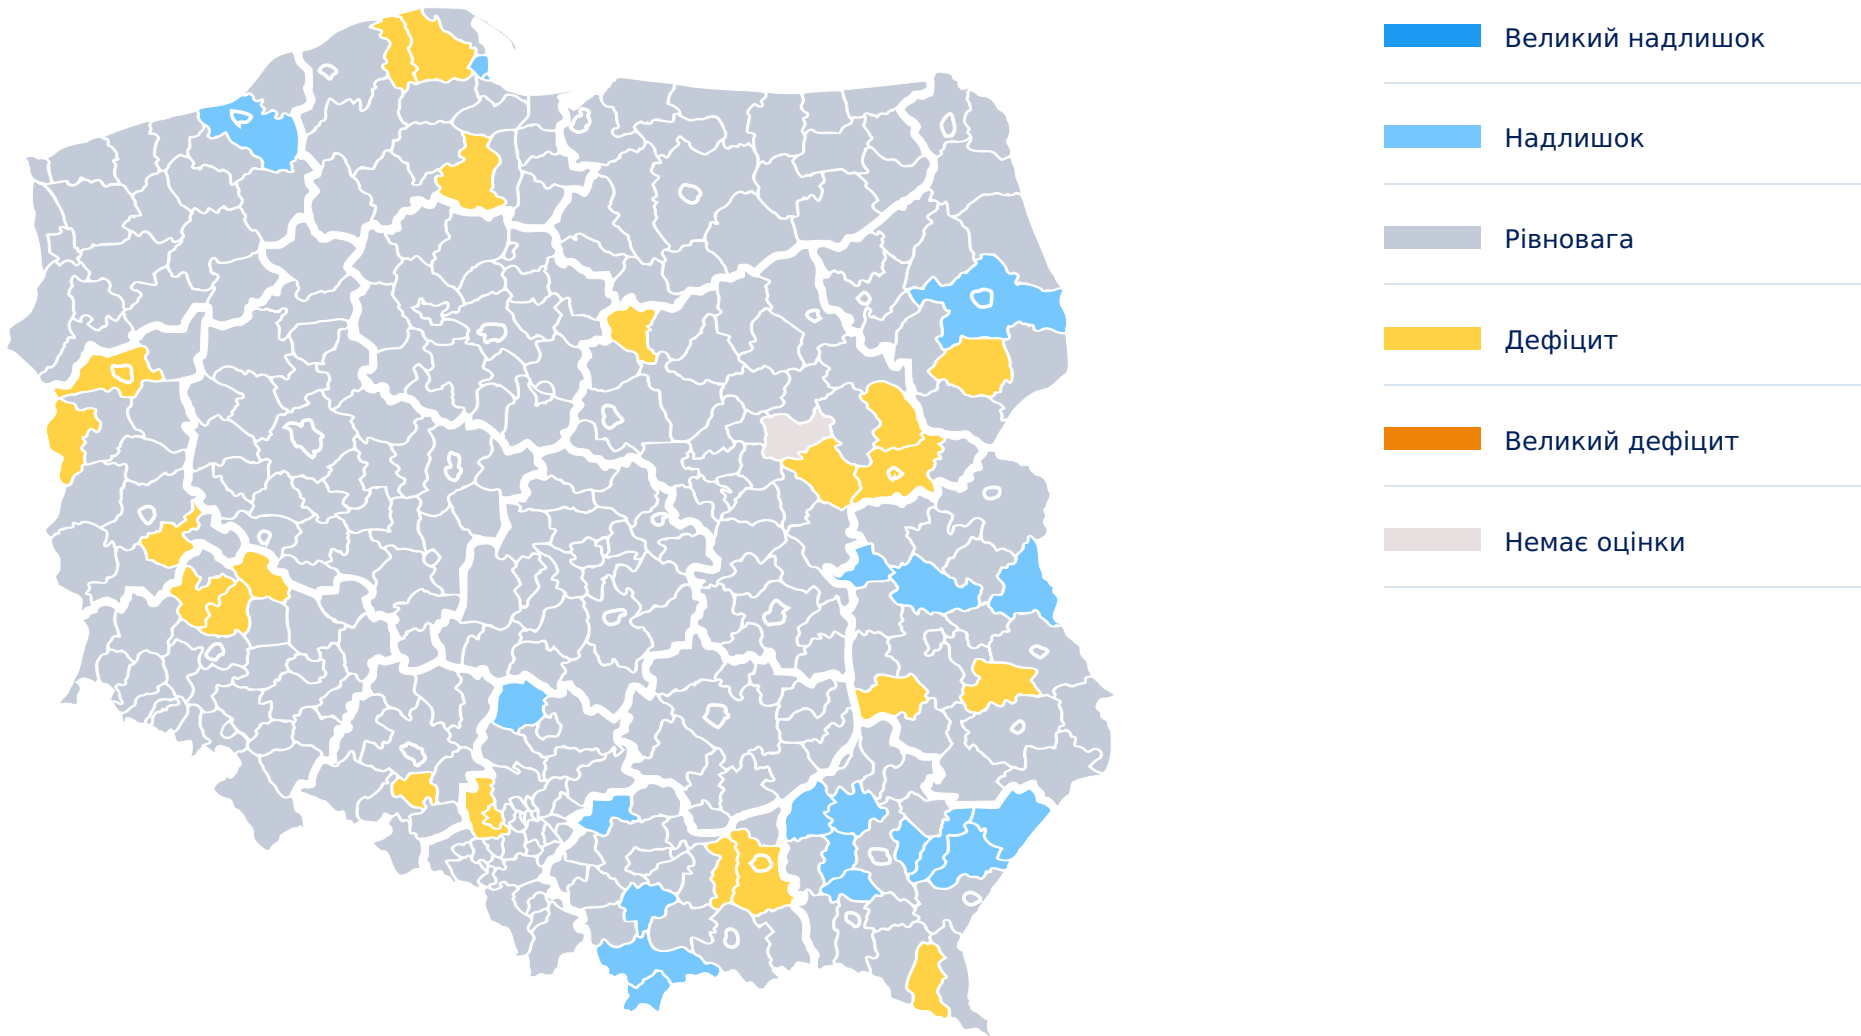 Великий надлишок
Надлишок
Рівновага
Дефіцит
Великий дефіцит
Немає оцінки